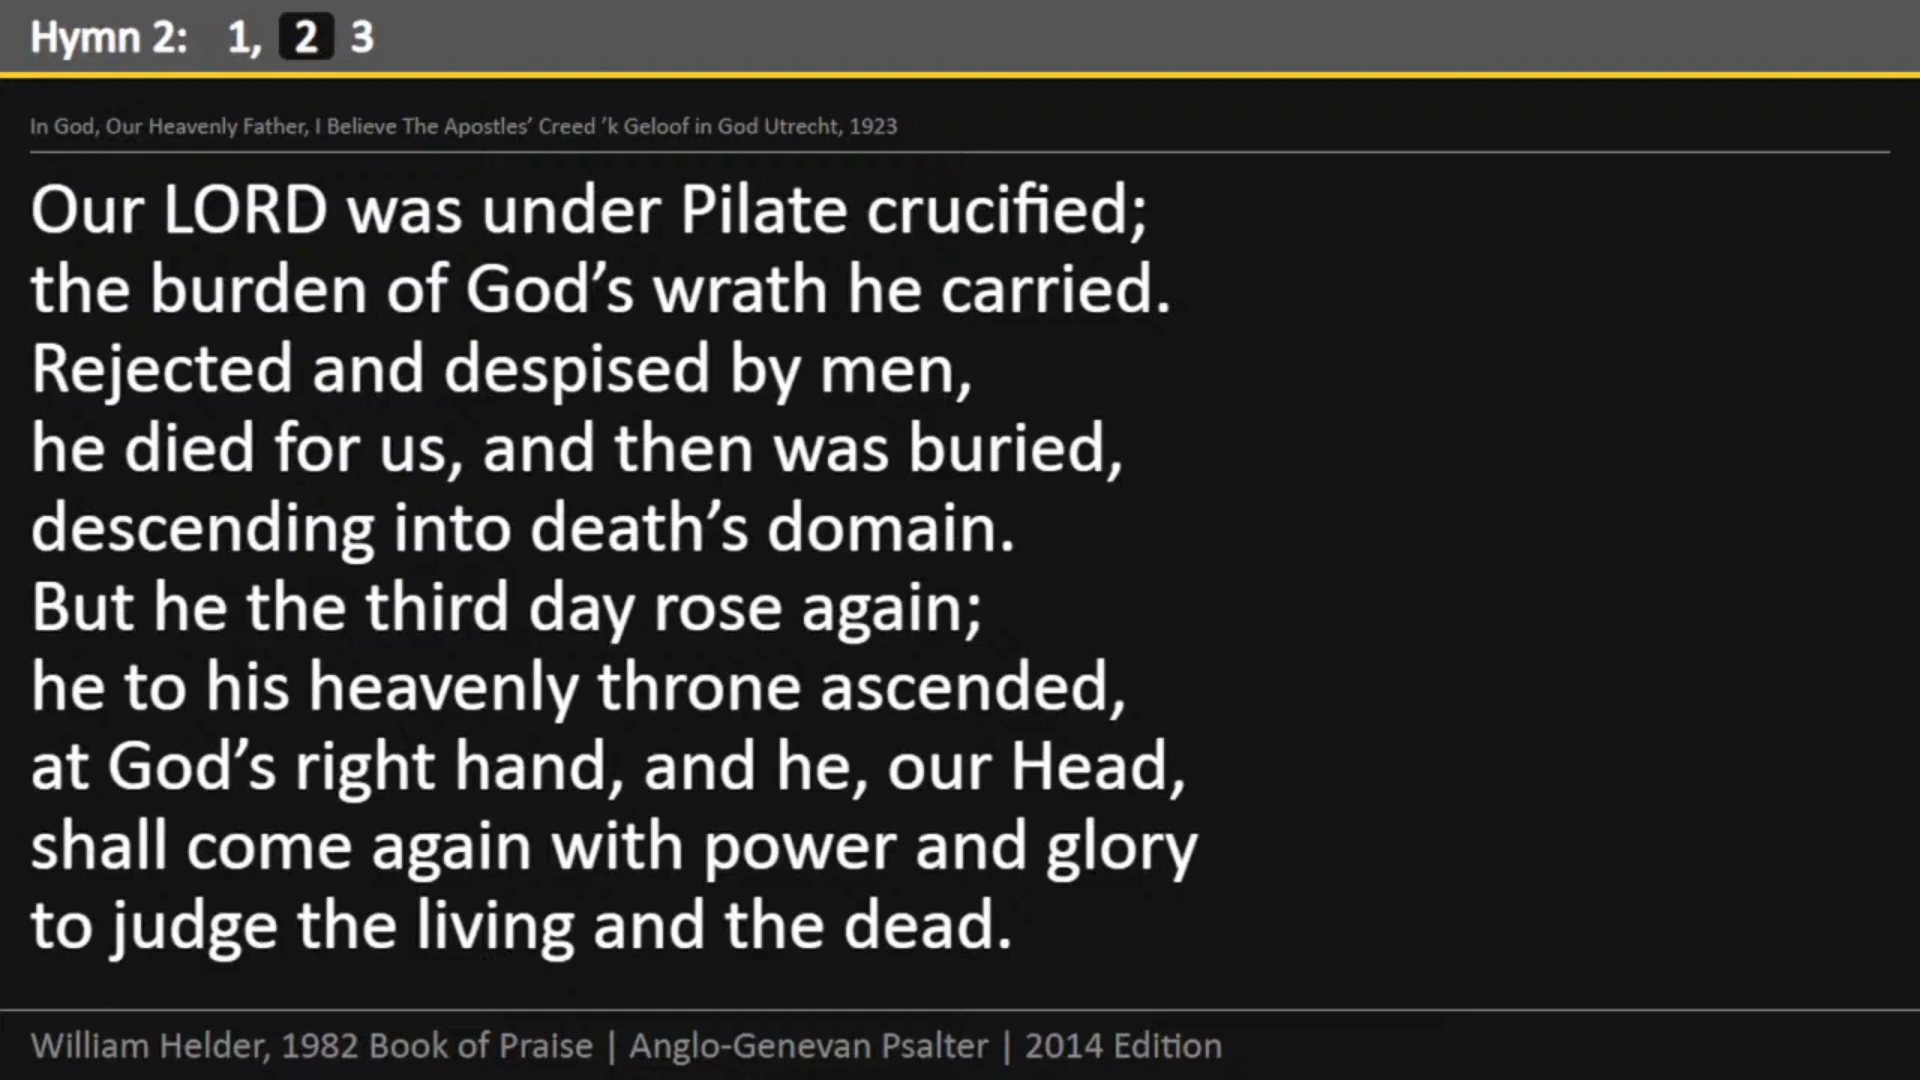 Hymn 2: 1, 2 3
In God, Our Heavenly Father, I Believe The Apostles’ Creed ’k Geloof in God Utrecht, 1923
Our LORD was under Pilate crucified;
the burden of God’s wrath he carried.
Rejected and despised by men,
he died for us, and then was buried,
descending into death’s domain.
But he the third day rose again;
he to his heavenly throne ascended,
at God’s right hand, and he, our Head,
shall come again with power and glory
to judge the living and the dead.
William Helder, 1982 Book of Praise | Anglo-Genevan Psalter | 2014 Edition